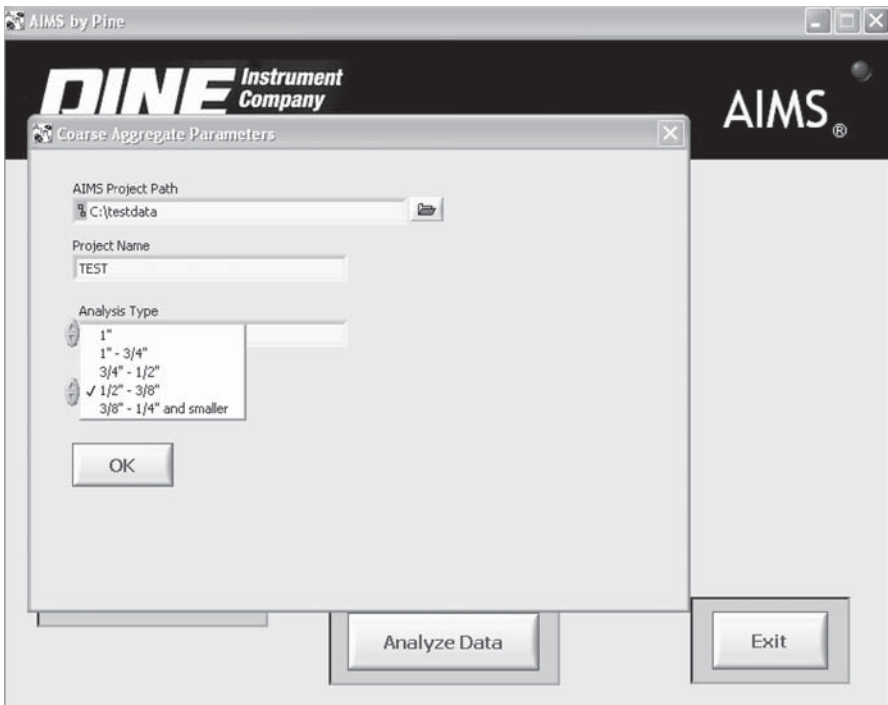 AIMS by Pine
PINE Instrument
Company
AIMS®
Coarse Aggregate Parameters
AIMS Project Path
C:\testdata
Project Name
TEST
Analysis Type
1"
1" - 3/4"
3/4" - 1/2"
✓ 1/2" - 3/8"
3/8" - 1/4" and smaller
OK
Analyze Data
Exit